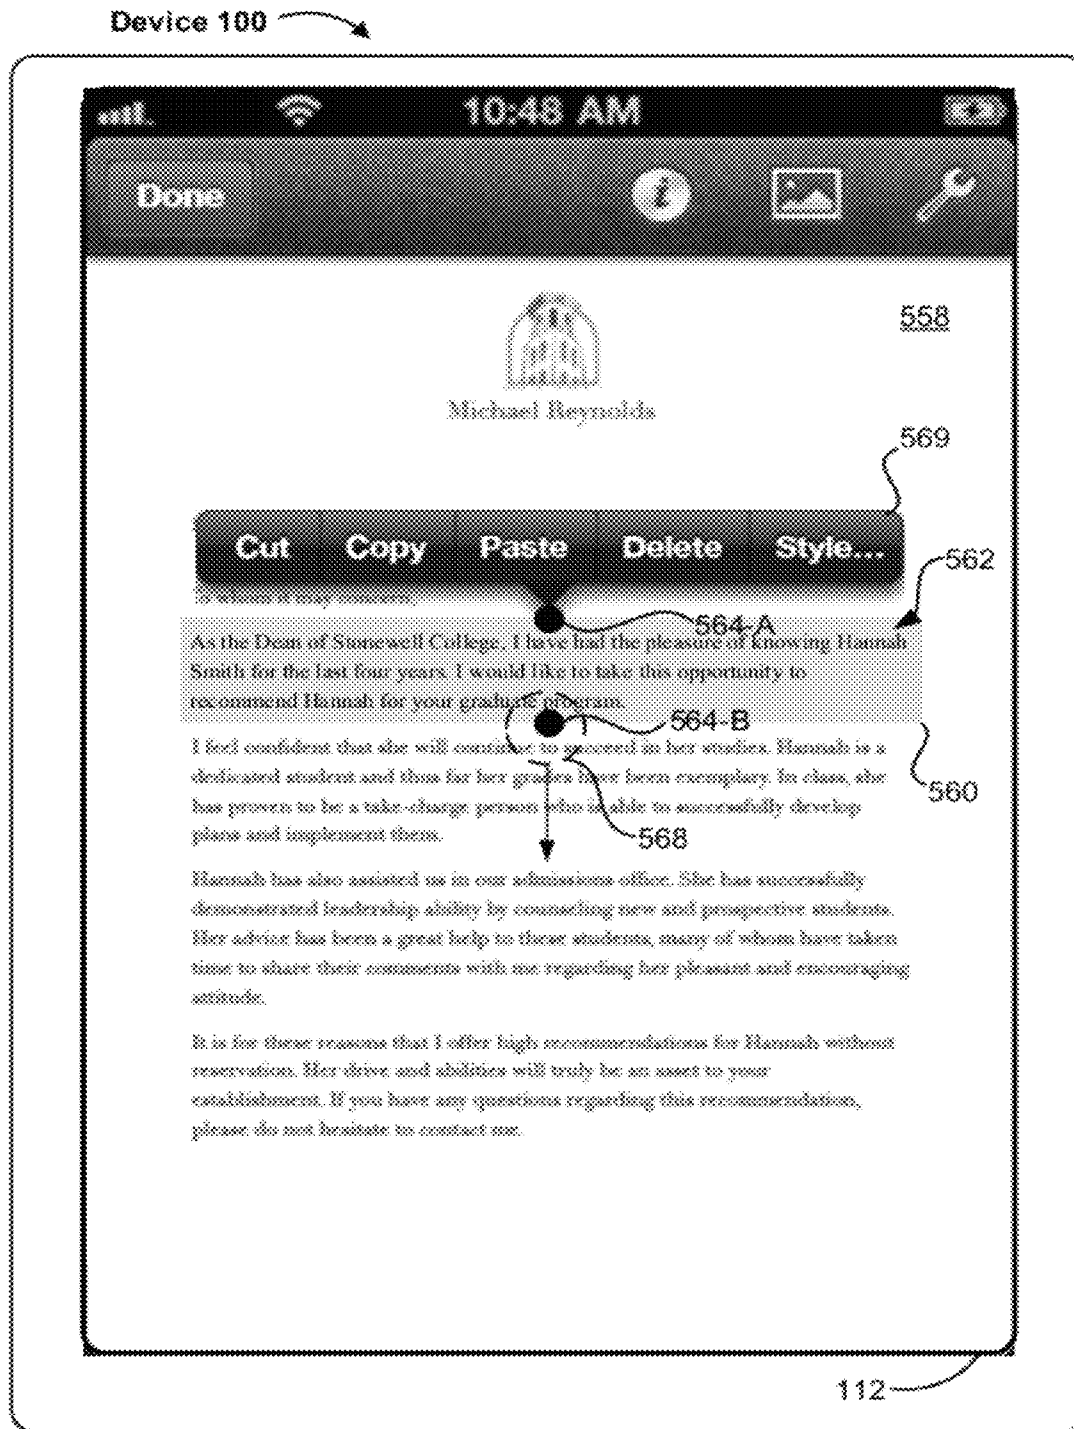 Device 100
10:48 AM
Done
i
558
Michael Reynolds
569
Cut Copy Paste Delete Style...
To whom it may concern,
562
564-A
As the Dean of Stonewell College, I have had the pleasure of knowing Hannah
Smith for the last four years. I would like to take this opportunity to
recommend Hannah for your graduate program.
564-B
I feel confident that she will continue to succeed in her studies. Hannah is a
dedicated student and thus far her grades have been exemplary. In class, she
560
has proven to be a take-charge person who is able to successfully develop
plans and implement them.
568
Hannah has also assisted us in our admissions office. She has successfully
demonstrated leadership ability by counseling new and prospective students.
Her advice has been a great help to these students, many of whom have taken
time to share their comments with me regarding her pleasant and encouraging
attitude.
It is for these reasons that I offer high recommendations for Hannah without
reservation. Her drive and abilities will truly be an asset to your
establishment. If you have any questions regarding this recommendation,
please do not hesitate to contact me.
112